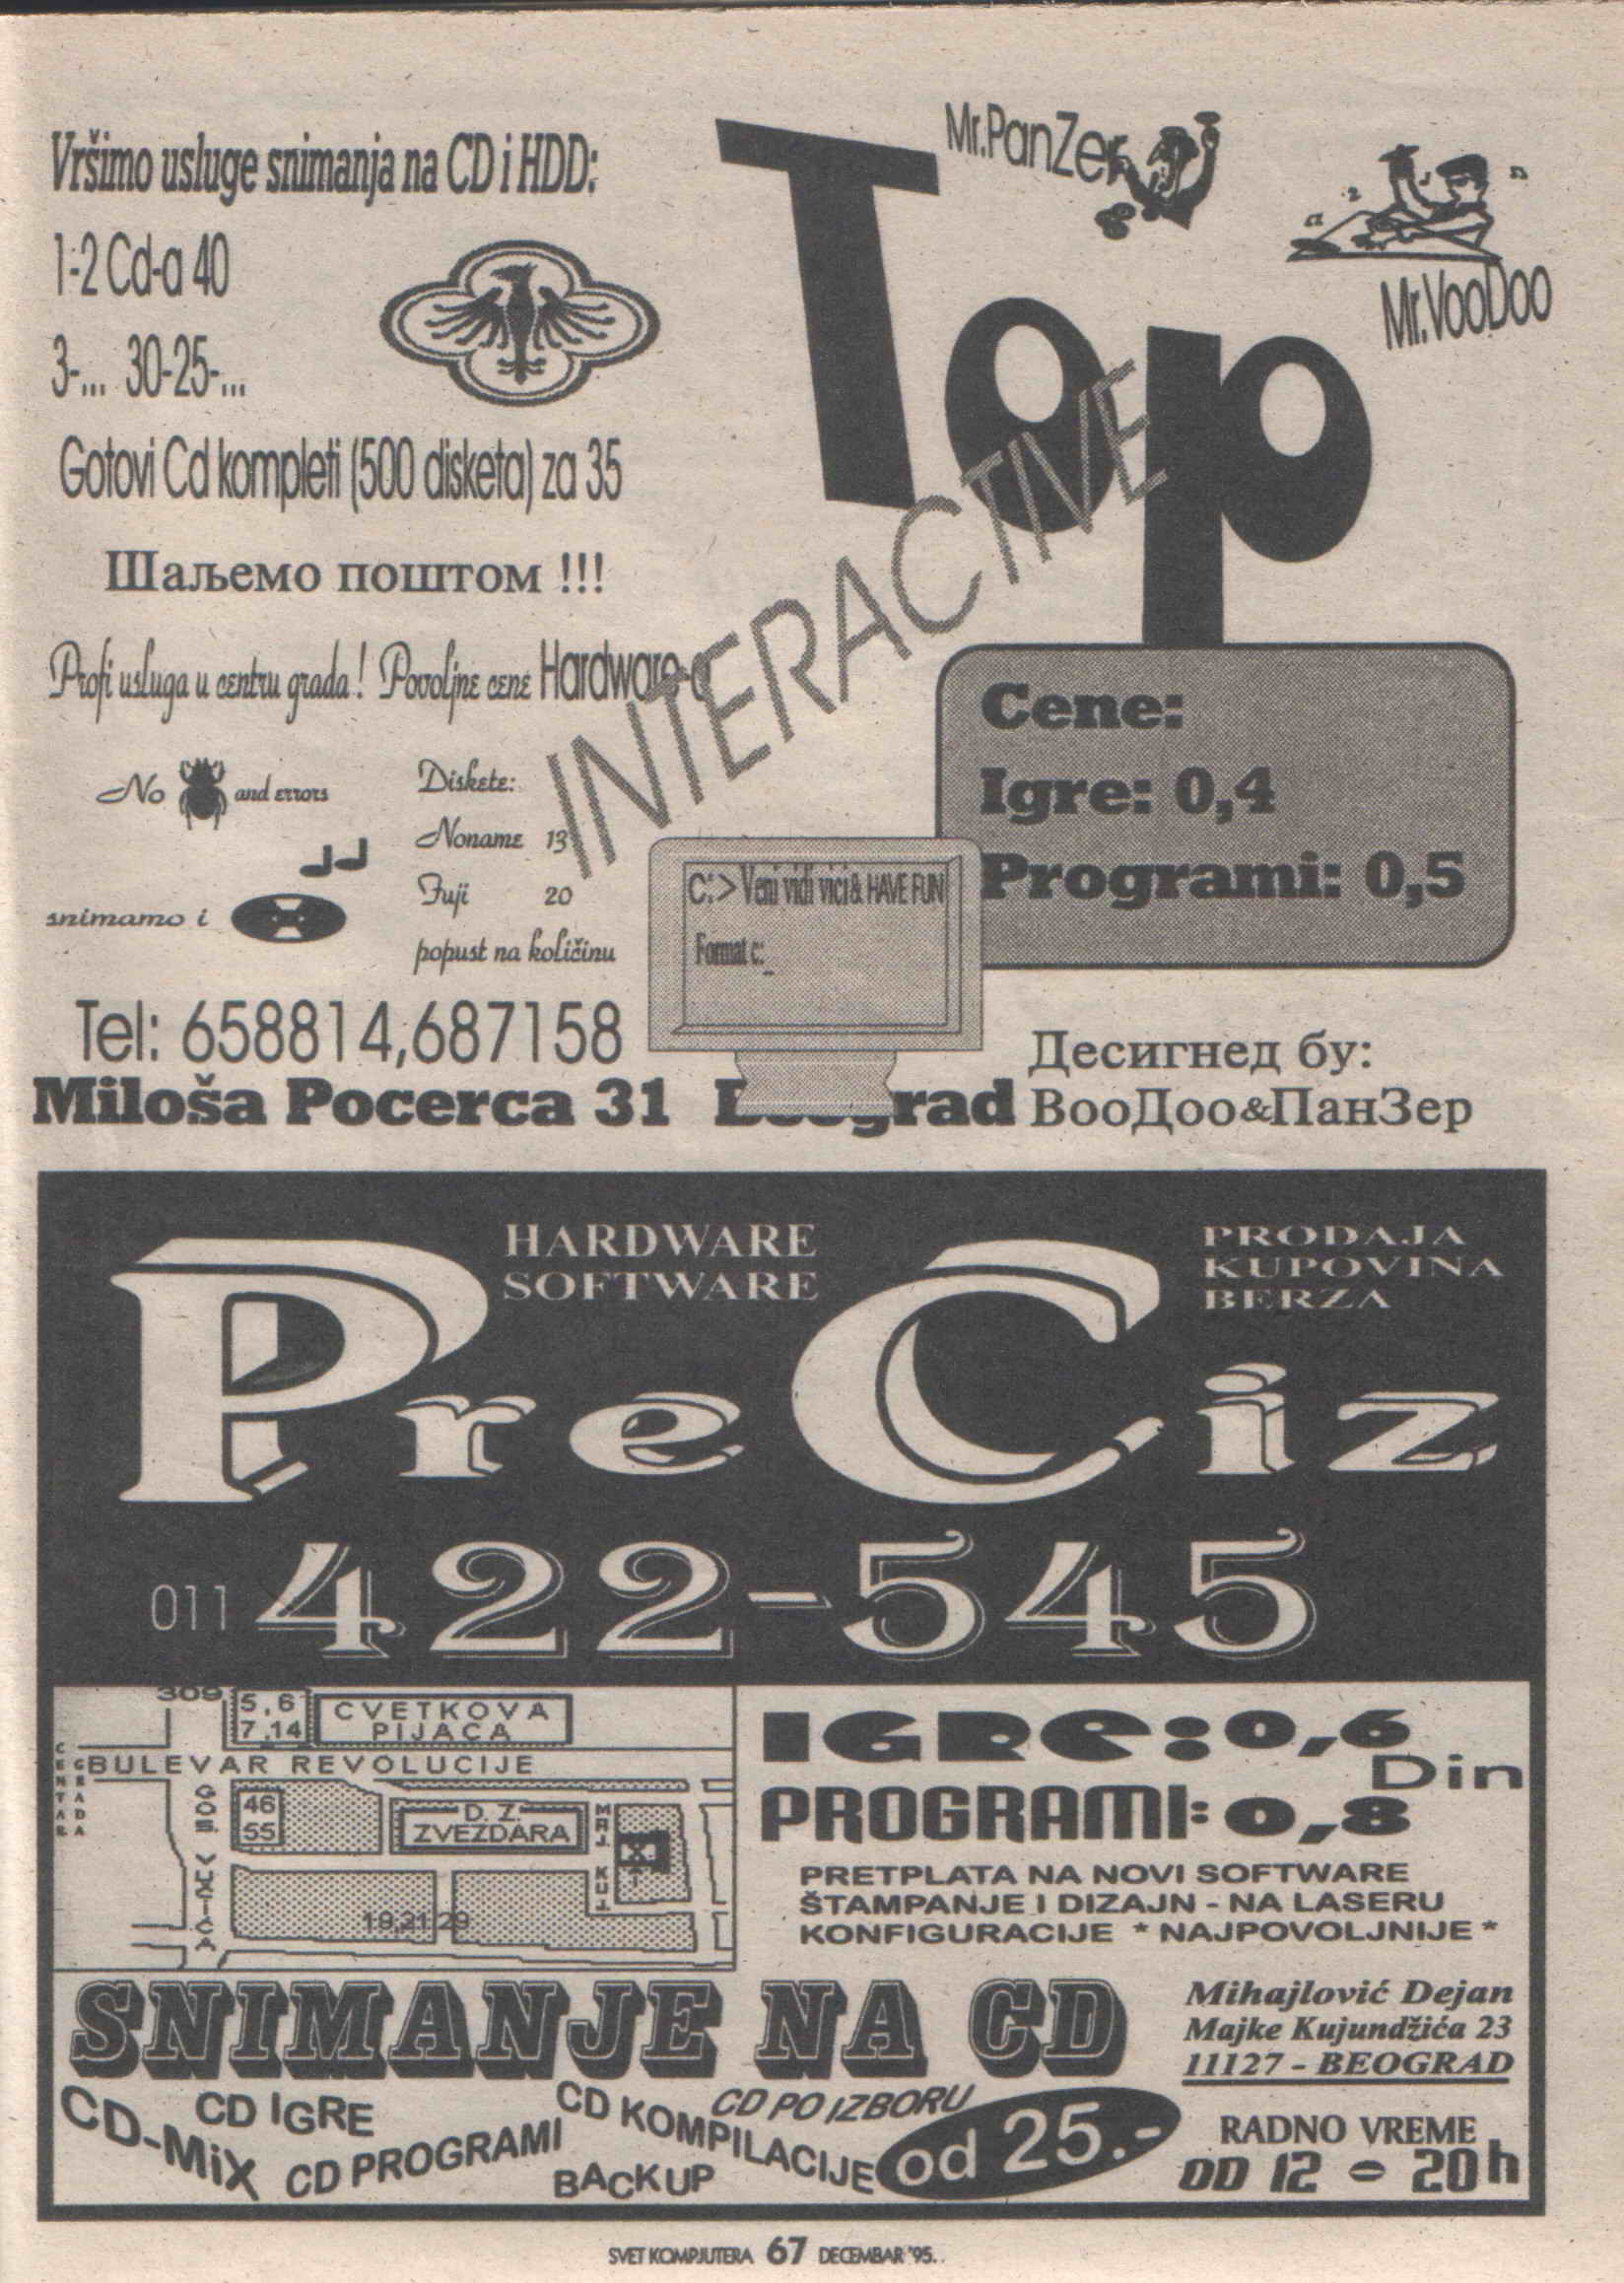 Vršimo usluge snimanja na CD i HDD:
1-2 Cd-a 40
3-... 30-25-...
Gotovi Cd kompleti (500 disketa) za 35
Шаљемо поштом !!!
Profi usluga u centru grada! Povoljne cene Hardware-a
No and errors
snimamo i
Diskete:
Noname 13
Fuji 20
popust na količinu
Tel: 658814,687158
Miloša Pocerca 31 Beograd
Mr.PanZer
Mr.VooDoo
Top
INTERACTIVE
Cene:
Igre: 0,4
Programi: 0,5
C:> Veni vidi vici & HAVE FUN
Format c:_
Десигнед бу:
ВооДоо&ПанЗер
HARDWARE
SOFTWARE
PRODAJA
KUPOVINA
BERZA
PreCiz
011 422-545
309
5,6
7,14
CVETKOVA
PIJACA
BULEVAR REVOLUCIJE
CENTAR
GRADA
GOS. VUČIĆA
46
55
D. Z.
ZVEZDARA
MAJ. KUJ.
19,21,29
IGRE: 0,6
Din
PROGRAMI: 0,8
PRETPLATA NA NOVI SOFTWARE
ŠTAMPANJE I DIZAJN - NA LASERU
KONFIGURACIJE * NAJPOVOLJNIJE *
SNIMANJE NA CD
CD-MiX
CD IGRE
CD PROGRAMI
CD KOMPILACIJE
CD PO IZBORU
BACKUP
od 25.-
Mihajlović Dejan
Majke Kujundžića 23
11127 - BEOGRAD
RADNO VREME
OD 12 - 20h
SVET KOMPJUTERA 67 DECEMBAR '95.